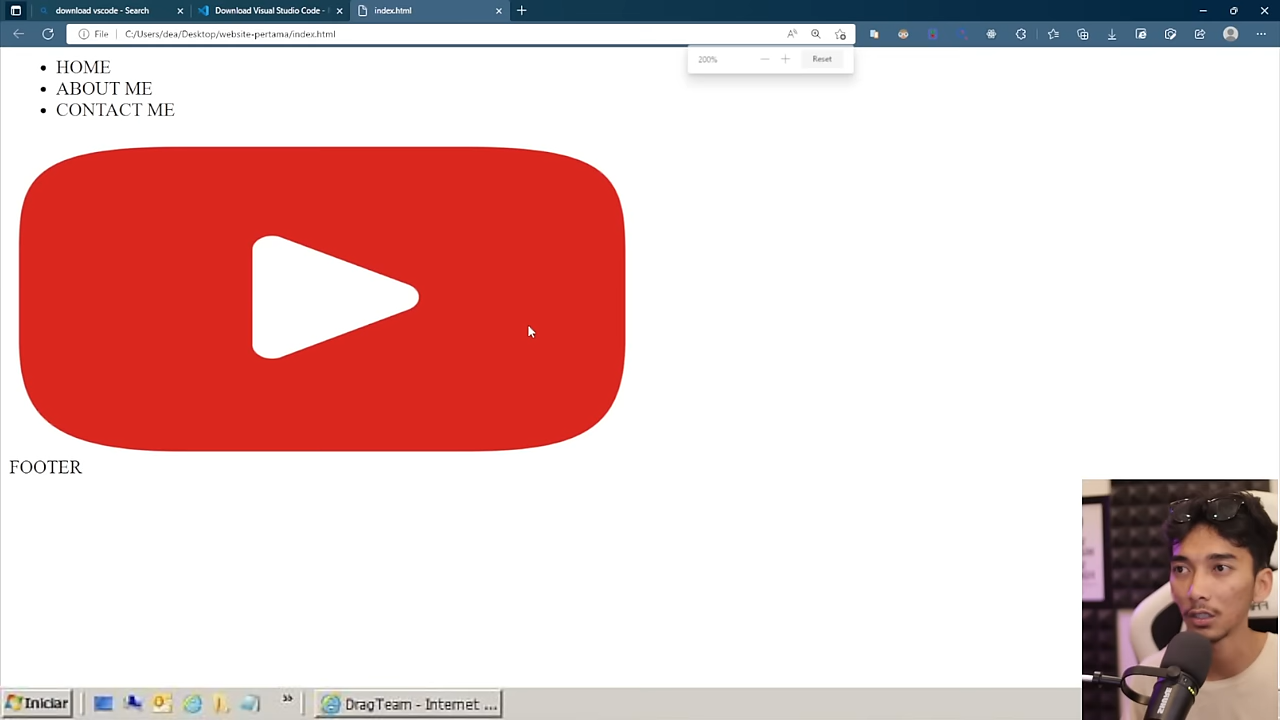 download vscode - Search
Download Visual Studio Code -
index.html
File
C:/Users/dea/Desktop/website-pertama/index.html
200%
Reset
HOME
ABOUT ME
CONTACT ME
FOOTER
Iniciar
»
DragTeam - Internet ...